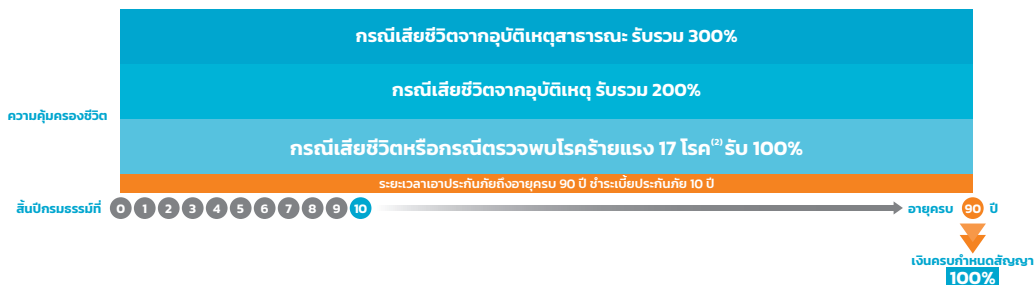 กรณีเสียชีวิตจากอุบัติเหตุสาธารณะ รับรวม 300%
กรณีเสียชีวิตจากอุบัติเหตุ รับรวม 200%
ความคุ้มครองชีวิต
กรณีเสียชีวิตหรือกรณีตรวจพบโรคร้ายแรง 17 โรค(2) รับ 100%
ระยะเวลาเอาประกันภัยถึงอายุครบ 90 ปี ชำระเบี้ยประกันภัย 10 ปี
สิ้นปีกรมธรรม์ที่ 0 1 2 3 4 5 6 7 8 9 10 อายุครบ 90 ปี
เงินครบกำหนดสัญญา
100%